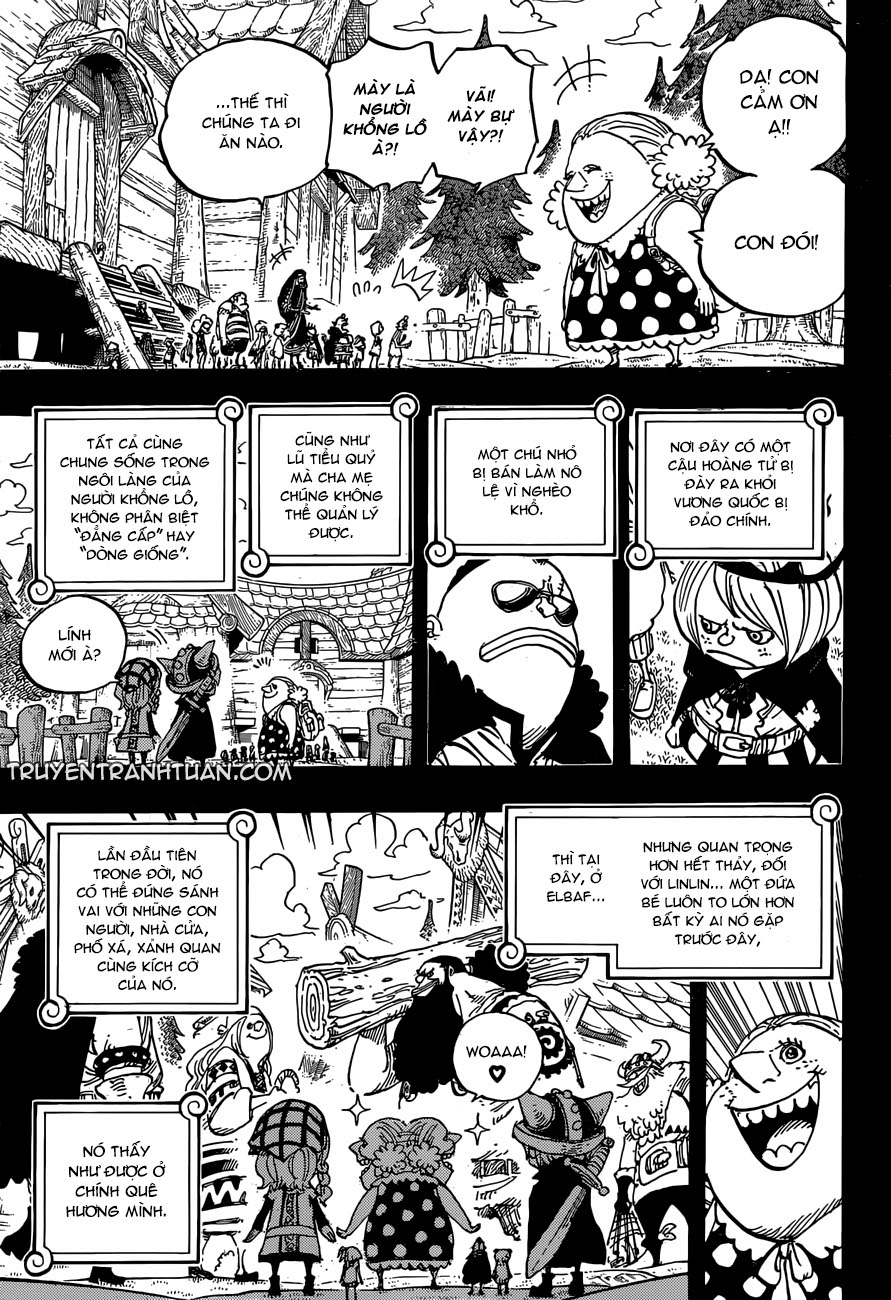 DẠ! CON
CẢM ƠN
Ạ!!
CON ĐÓI!
VÃI!
MÀY BỰ
VẬY?!
MÀY LÀ
NGƯỜI
KHỔNG LỒ
À?!
...THẾ THÌ
CHÚNG TA ĐI
ĂN NÀO.
NƠI ĐÂY CÓ MỘT
CẬU HOÀNG TỬ BỊ
ĐÀY RA KHỎI
VƯƠNG QUỐC BỊ
ĐẢO CHÍNH.
MỘT CHÚ NHỎ
BỊ BÁN LÀM NÔ
LỆ VÌ NGHÈO
KHỔ.
CŨNG NHƯ
LŨ TIỂU QUỶ
MÀ CHA MẸ
CHÚNG KHÔNG
THỂ QUẢN LÝ
ĐƯỢC.
TẤT CẢ CÙNG
CHUNG SỐNG TRONG
NGÔI LÀNG CỦA
NGƯỜI KHỔNG LỒ,
KHÔNG PHÂN BIỆT
"ĐẲNG CẤP" HAY
"DÒNG GIỐNG".
LÍNH
MỚI À?
TRUYENTRANHTUAN.COM
NHƯNG QUAN TRỌNG
HƠN HẾT THẢY, ĐỐI
VỚI LINLIN... MỘT ĐỨA
BÉ LUÔN TO LỚN HƠN
BẤT KỲ AI NÓ GẶP
TRƯỚC ĐÂY,
THÌ TẠI
ĐÂY, Ở
ELBAF...
LẦN ĐẦU TIÊN
TRONG ĐỜI, NÓ
CÓ THỂ ĐỨNG SÁNH
VAI VỚI NHỮNG CON
NGƯỜI, NHÀ CỬA,
PHỐ XÁ, XẢNH QUAN
CÙNG KÍCH CỠ
CỦA NÓ.
WOAAA!
NÓ THẤY
NHƯ ĐƯỢC Ở
CHÍNH QUÊ
HƯƠNG MÌNH.